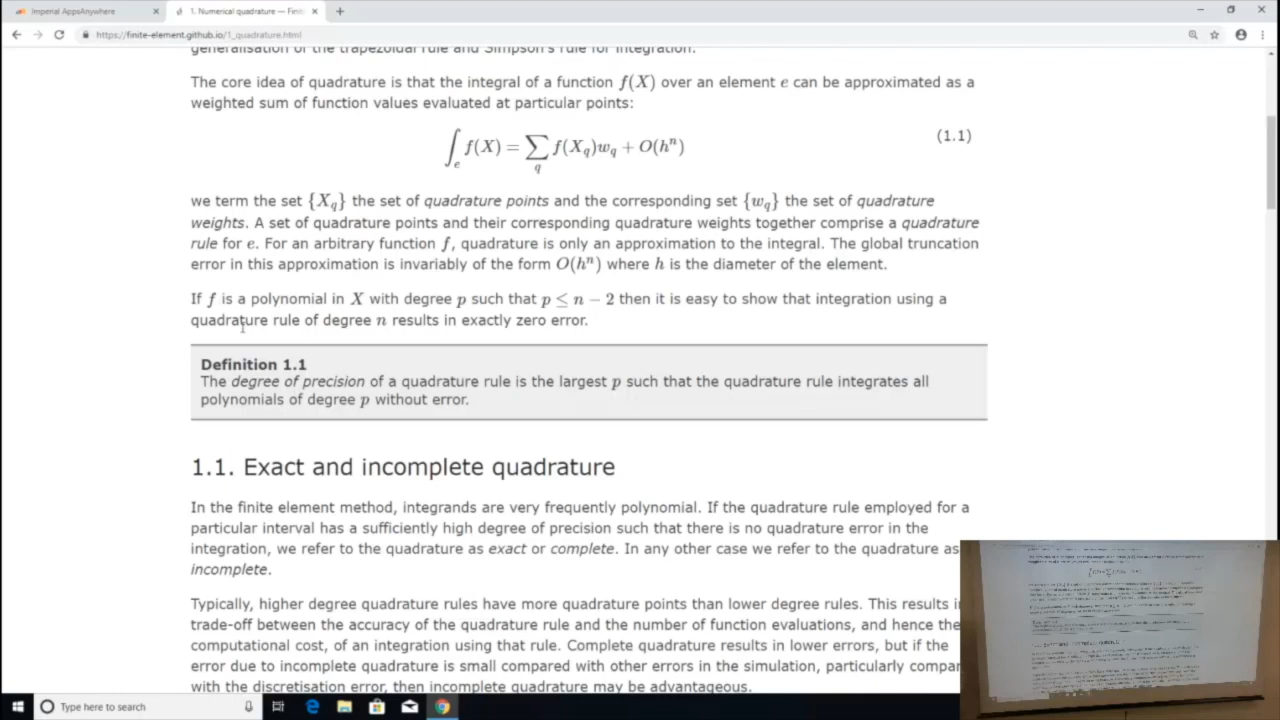 Imperial AppsAnywhere
1. Numerical quadrature — Finit
https://finite-element.github.io/1_quadrature.html
generalisation of the trapezoidal rule and Simpson's rule for integration.
The core idea of quadrature is that the integral of a function f(X) over an element e can be approximated as a
weighted sum of function values evaluated at particular points:
∫_e f(X) = ∑_q f(X_q)w_q + O(hⁿ) (1.1)
we term the set {X_q} the set of quadrature points and the corresponding set {w_q} the set of quadrature
weights. A set of quadrature points and their corresponding quadrature weights together comprise a quadrature
rule for e. For an arbitrary function f, quadrature is only an approximation to the integral. The global truncation
error in this approximation is invariably of the form O(hⁿ) where h is the diameter of the element.
If f is a polynomial in X with degree p such that p ≤ n − 2 then it is easy to show that integration using a
quadrature rule of degree n results in exactly zero error.
Definition 1.1
The degree of precision of a quadrature rule is the largest p such that the quadrature rule integrates all
polynomials of degree p without error.
1.1. Exact and incomplete quadrature
In the finite element method, integrands are very frequently polynomial. If the quadrature rule employed for a
particular interval has a sufficiently high degree of precision such that there is no quadrature error in the
integration, we refer to the quadrature as exact or complete. In any other case we refer to the quadrature as
incomplete.
Typically, higher degree quadrature rules have more quadrature points than lower degree rules. This results i
trade-off between the accuracy of the quadrature rule and the number of function evaluations, and hence the
computational cost, of an integration using that rule. Complete quadrature results in lower errors, but if the
error due to incomplete quadrature is small compared with other errors in the simulation, particularly compar
with the discretisation error, then incomplete quadrature may be advantageous.
Type here to search